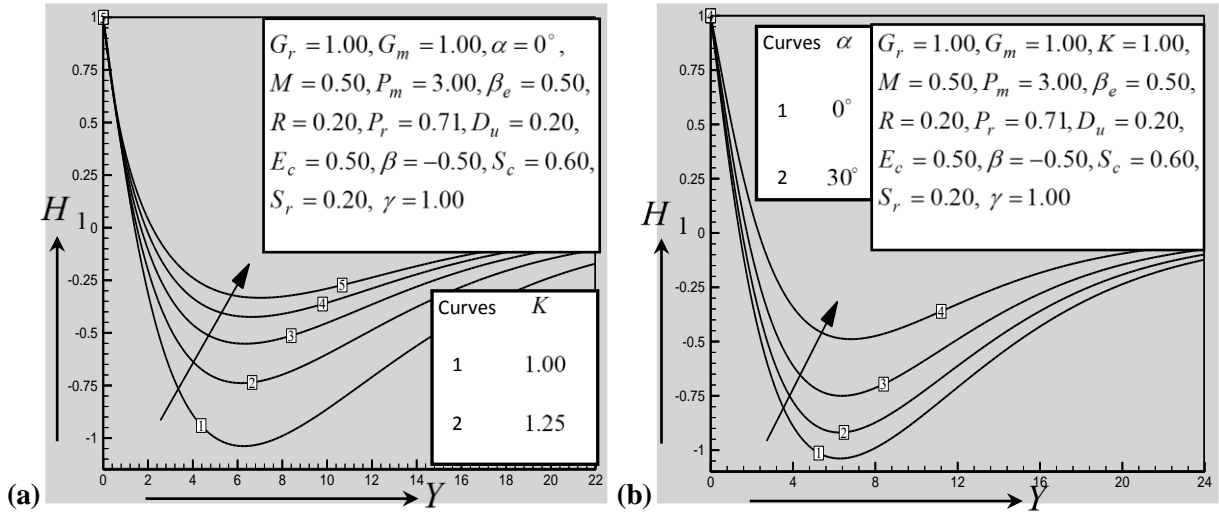 1
0.75
0.5
0.25
0
-0.25
-0.5
-0.75
-1
H 1
5
G_r = 1.00, G_m = 1.00, α = 0°,
M = 0.50, P_m = 3.00, β_e = 0.50,
R = 0.20, P_r = 0.71, D_u = 0.20,
E_c = 0.50, β = −0.50, S_c = 0.60,
S_r = 0.20, γ = 1.00
5
4
3
2
1
Curves K
1 1.00
2 1.25
0 2 4 6 8 10 12 14 16 18 20 22
Y
(a)
1
0.75
0.5
0.25
0
-0.25
-0.5
-0.75
-1
H 1
4
Curves α
1 0°
2 30°
G_r = 1.00, G_m = 1.00, K = 1.00,
M = 0.50, P_m = 3.00, β_e = 0.50,
R = 0.20, P_r = 0.71, D_u = 0.20,
E_c = 0.50, β = −0.50, S_c = 0.60,
S_r = 0.20, γ = 1.00
4
3
2
1
0 4 8 12 16 20 24
Y
(b)